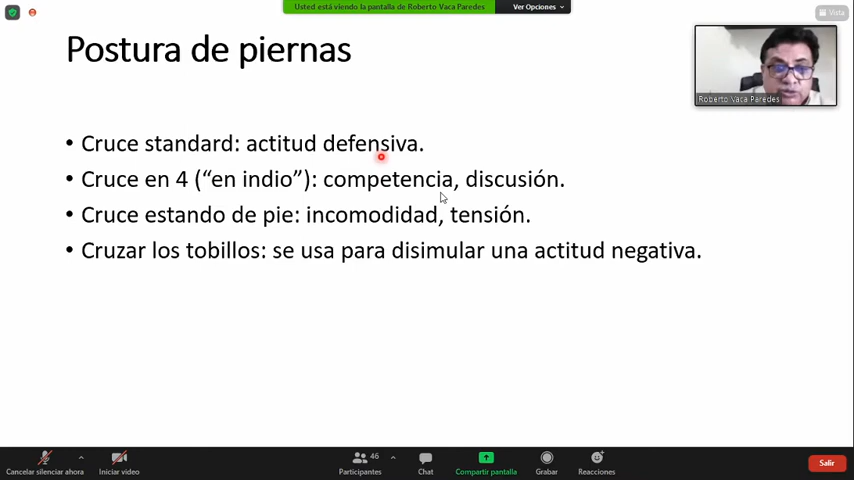 Usted está viendo la pantalla de Roberto Vaca Paredes
Ver Opciones
Vista
Postura de piernas
Roberto Vaca Paredes
• Cruce standard: actitud defensiva.
• Cruce en 4 (“en indio”): competencia, discusión.
• Cruce estando de pie: incomodidad, tensión.
• Cruzar los tobillos: se usa para disimular una actitud negativa.
46
Cancelar silenciar ahora
Iniciar video
Participantes
Chat
Compartir pantalla
Grabar
Reacciones
Salir